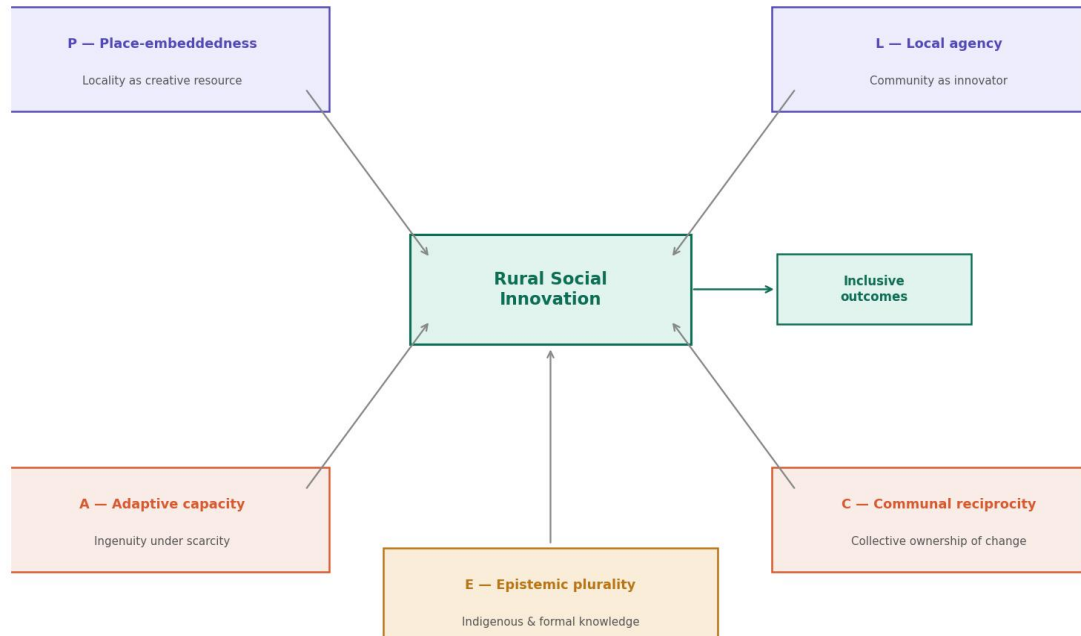 P — Place-embeddedness
Locality as creative resource
L — Local agency
Community as innovator
Rural Social
Innovation
Inclusive
outcomes
A — Adaptive capacity
Ingenuity under scarcity
C — Communal reciprocity
Collective ownership of change
E — Epistemic plurality
Indigenous & formal knowledge